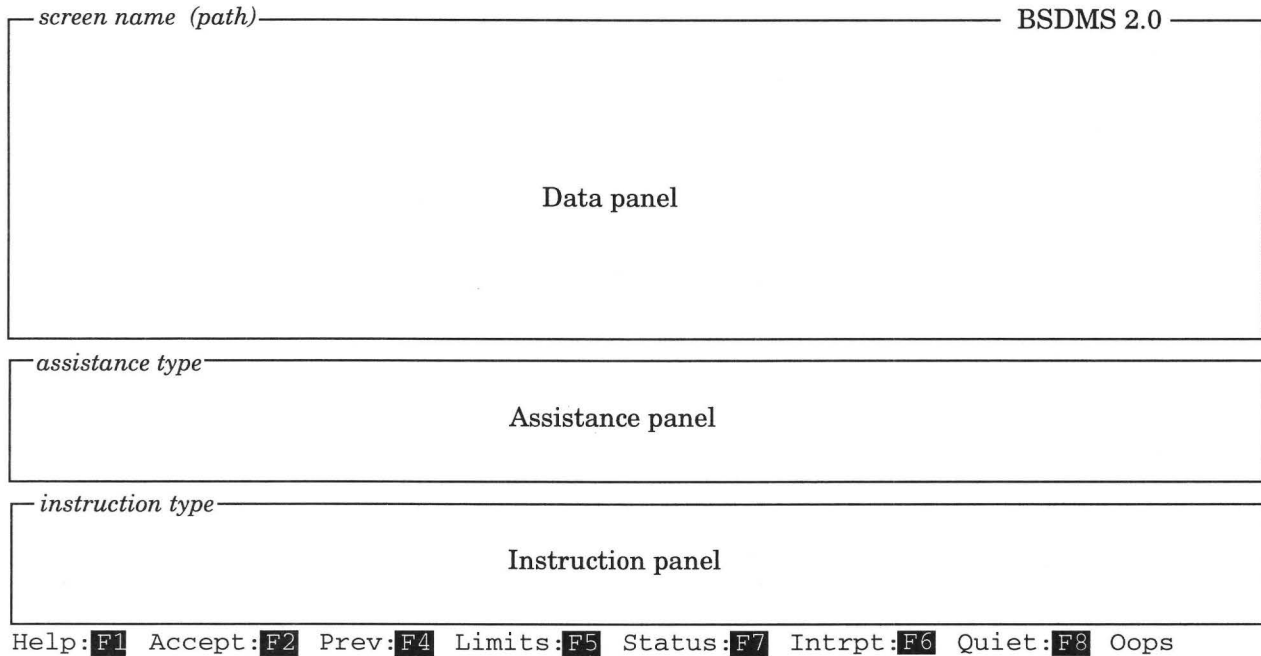 screen name (path) BSDMS 2.0
Data panel
assistance type
Assistance panel
instruction type
Instruction panel
Help:F1 Accept:F2 Prev:F4 Limits:F5 Status:F7 Intrpt:F6 Quiet:F8 Oops